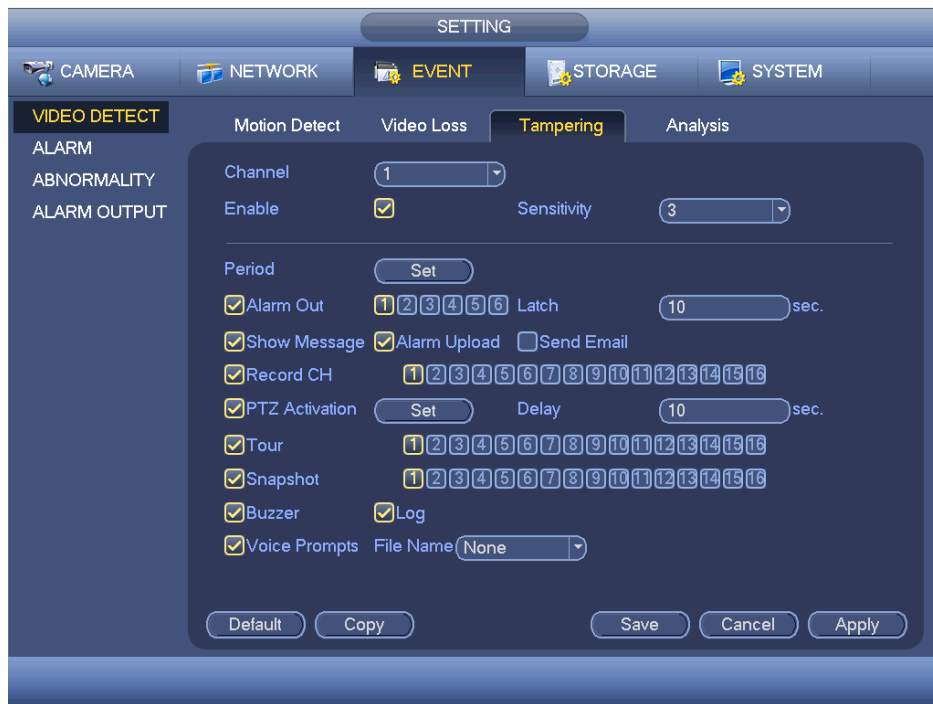 SETTING
CAMERA NETWORK EVENT STORAGE SYSTEM
VIDEO DETECT
ALARM
ABNORMALITY
ALARM OUTPUT
Motion Detect Video Loss Tampering Analysis
Channel 1
Enable Sensitivity 3
Period Set
Alarm Out 1 2 3 4 5 6 Latch 10 sec.
Show Message Alarm Upload Send Email
Record CH 1 2 3 4 5 6 7 8 9 10 11 12 13 14 15 16
PTZ Activation Set Delay 10 sec.
Tour 1 2 3 4 5 6 7 8 9 10 11 12 13 14 15 16
Snapshot 1 2 3 4 5 6 7 8 9 10 11 12 13 14 15 16
Buzzer Log
Voice Prompts File Name None
Default Copy Save Cancel Apply